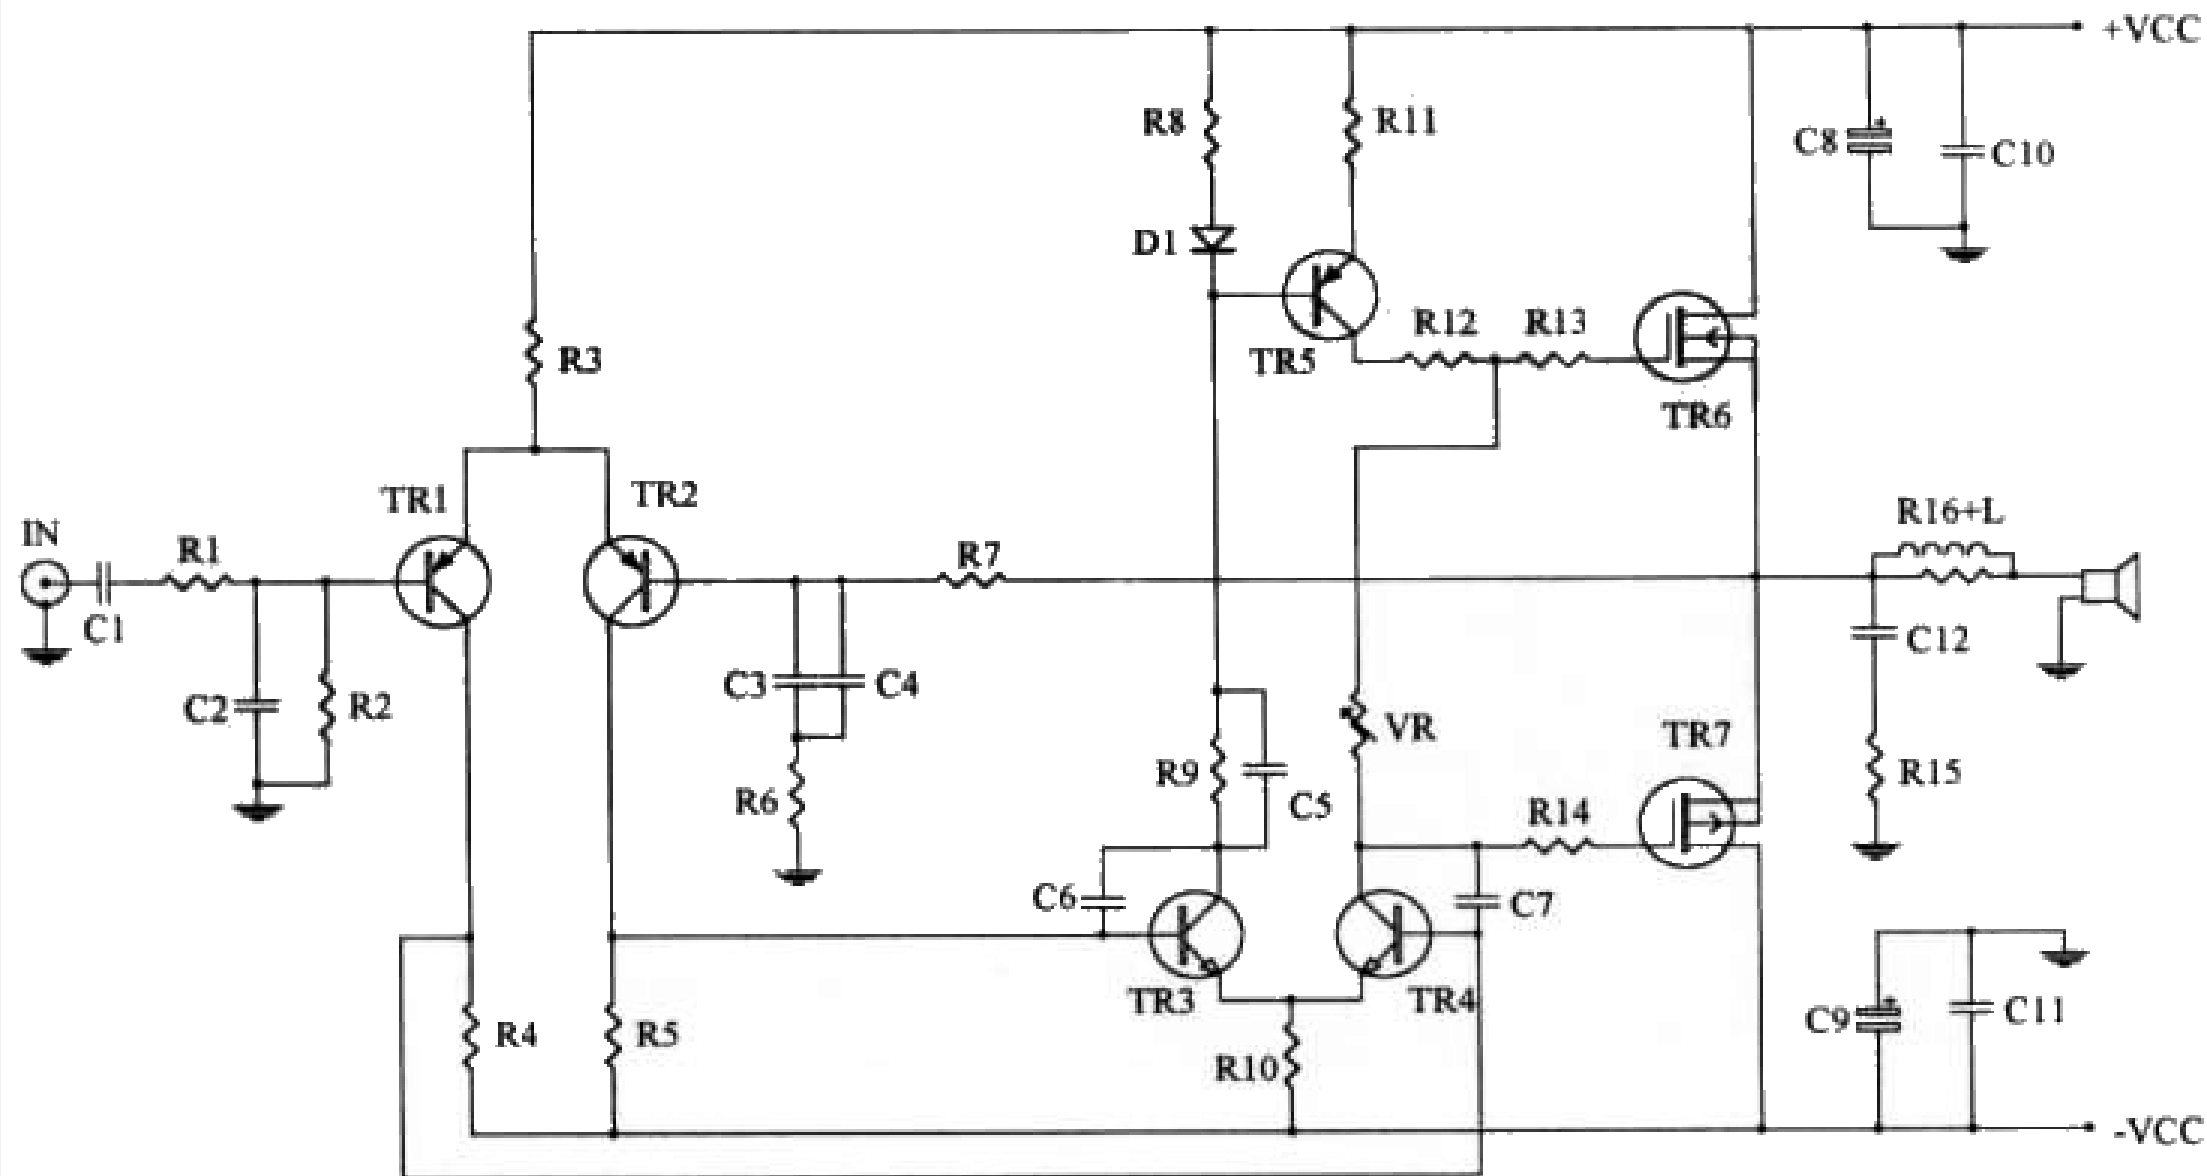 +VCC
R8
R11
C8
+
C10
D1
R12
R13
R3
TR5
TR6
TR1
TR2
R16+L
IN
R1
R7
C1
C12
C3
C4
C2
R2
VR
TR7
R9
R15
R6
C5
R14
C6
C7
TR3
TR4
+
C9
C11
R4
R5
R10
-VCC